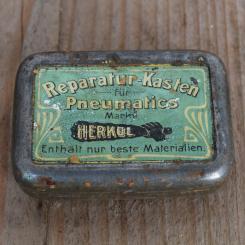 Reparatur-Kasten
für
Pneumatics
Marke
HERKUL
Enthält nur beste Materialien.